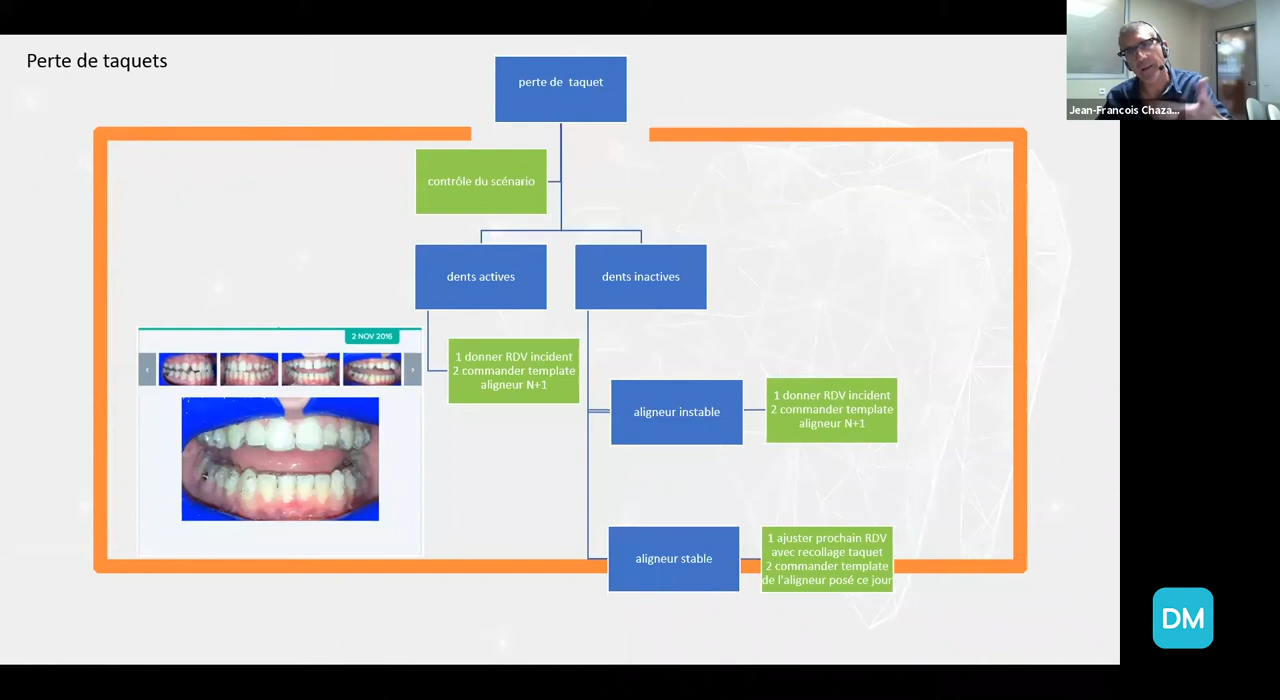 Perte de taquets
perte de taquet
Jean-Francois Chaza...
contrôle du scénario
dents actives
dents inactives
2 NOV 2016
1 donner RDV incident
2 commander template
aligneur N+1
aligneur instable
1 donner RDV incident
2 commander template
aligneur N+1
aligneur stable
1 ajuster prochain RDV
avec recollage taquet
2 commander template
de l'aligneur posé ce jour
DM